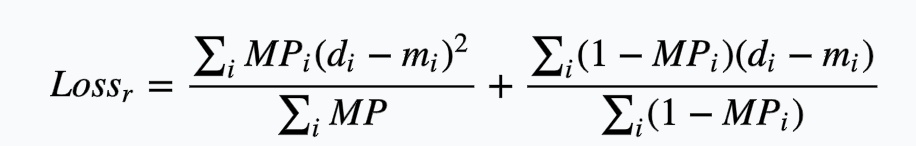 Loss_r = \frac{\sum_i MP_i(d_i - m_i)^2}{\sum_i MP} + \frac{\sum_i (1 - MP_i)(d_i - m_i)}{\sum_i (1 - MP_i)}